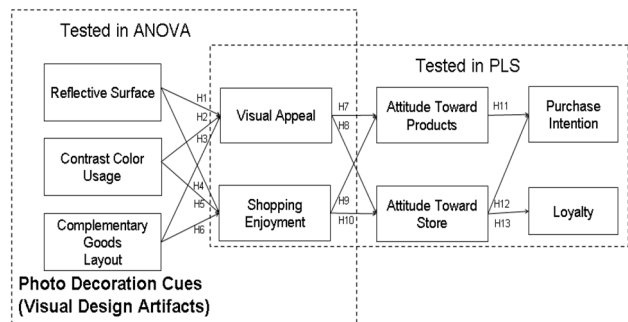 Tested in ANOVA
Tested in PLS
Reflective Surface
Contrast Color
Usage
Complementary
Goods
Layout
Photo Decoration Cues
(Visual Design Artifacts)
H1
H2
H3
H4
H5
H6
Visual Appeal
Shopping
Enjoyment
H7
H8
H9
H10
Attitude Toward
Products
Attitude Toward
Store
H11
H12
H13
Purchase
Intention
Loyalty